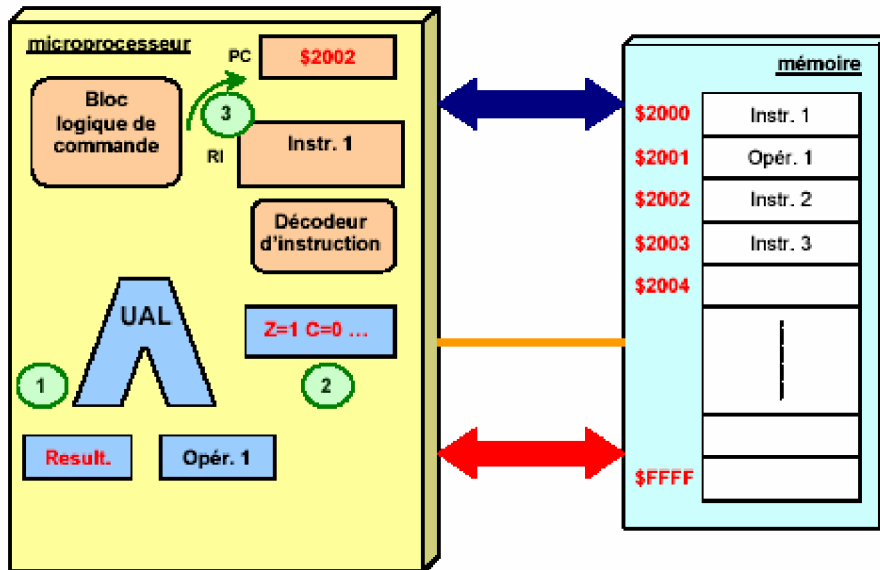 microprocesseur
PC
$2002
Bloc
logique de
commande
3
RI
Instr. 1
Décodeur
d'instruction
UAL
Z=1 C=0 ...
1
2
Result.
Opér. 1
mémoire
$2000
Instr. 1
$2001
Opér. 1
$2002
Instr. 2
$2003
Instr. 3
$2004
$FFFF